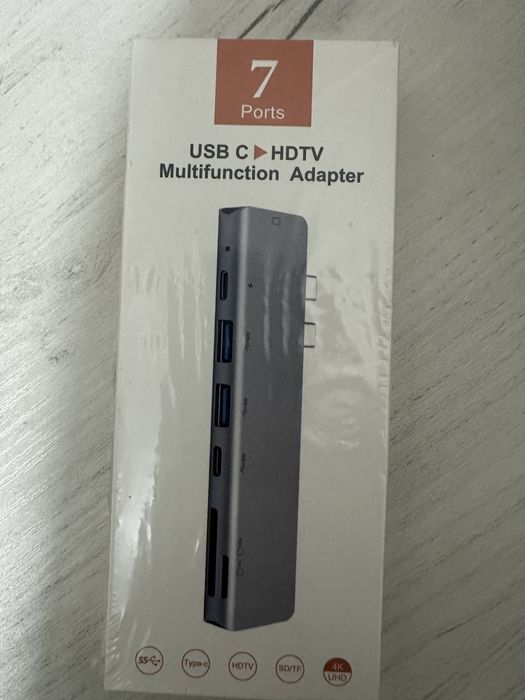 7
Ports
USB C ▶ HDTV
Multifunction Adapter
SS
Type-c
HDTV
SD/TF
4K
UHD